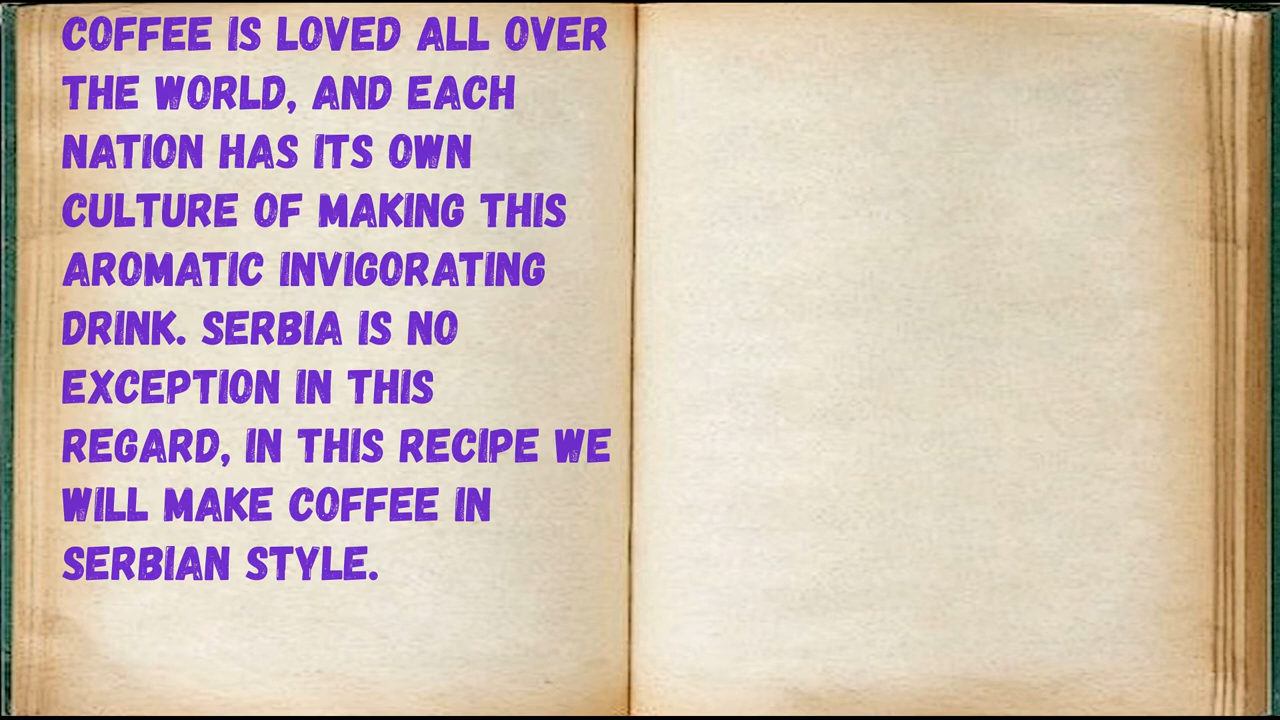 COFFEE IS LOVED ALL OVER
THE WORLD, AND EACH
NATION HAS ITS OWN
CULTURE OF MAKING THIS
AROMATIC INVIGORATING
DRINK. SERBIA IS NO
EXCEPTION IN THIS
REGARD, IN THIS RECIPE WE
WILL MAKE COFFEE IN
SERBIAN STYLE.